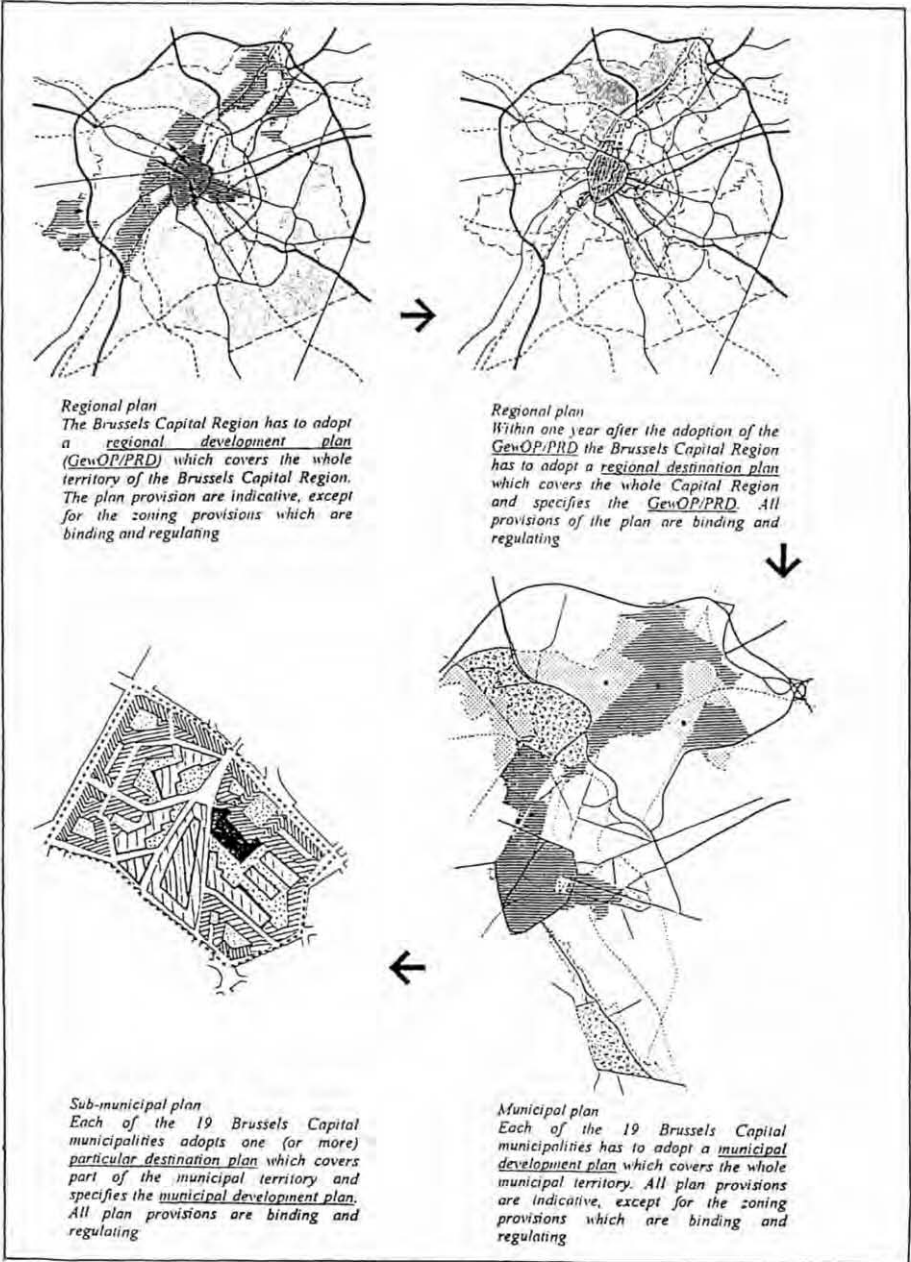 Regional plan
The Brussels Capital Region has to adopt
a regional development plan
(GewOP/PRD) which covers the whole
territory of the Brussels Capital Region.
The plan provision are indicative, except
for the zoning provisions which are
binding and regulating
Regional plan
Within one year after the adoption of the
GewOP/PRD the Brussels Capital Region
has to adopt a regional destination plan
which covers the whole Capital Region
and specifies the GewOP/PRD. All
provisions of the plan are binding and
regulating
Municipal plan
Each of the 19 Brussels Capital
municipalities has to adopt a municipal
development plan which covers the whole
municipal territory. All plan provisions
are indicative, except for the zoning
provisions which are binding and
regulating
Sub-municipal plan
Each of the 19 Brussels Capital
municipalities adopts one (or more)
particular destination plan which covers
part of the municipal territory and
specifies the municipal development plan.
All plan provisions are binding and
regulating